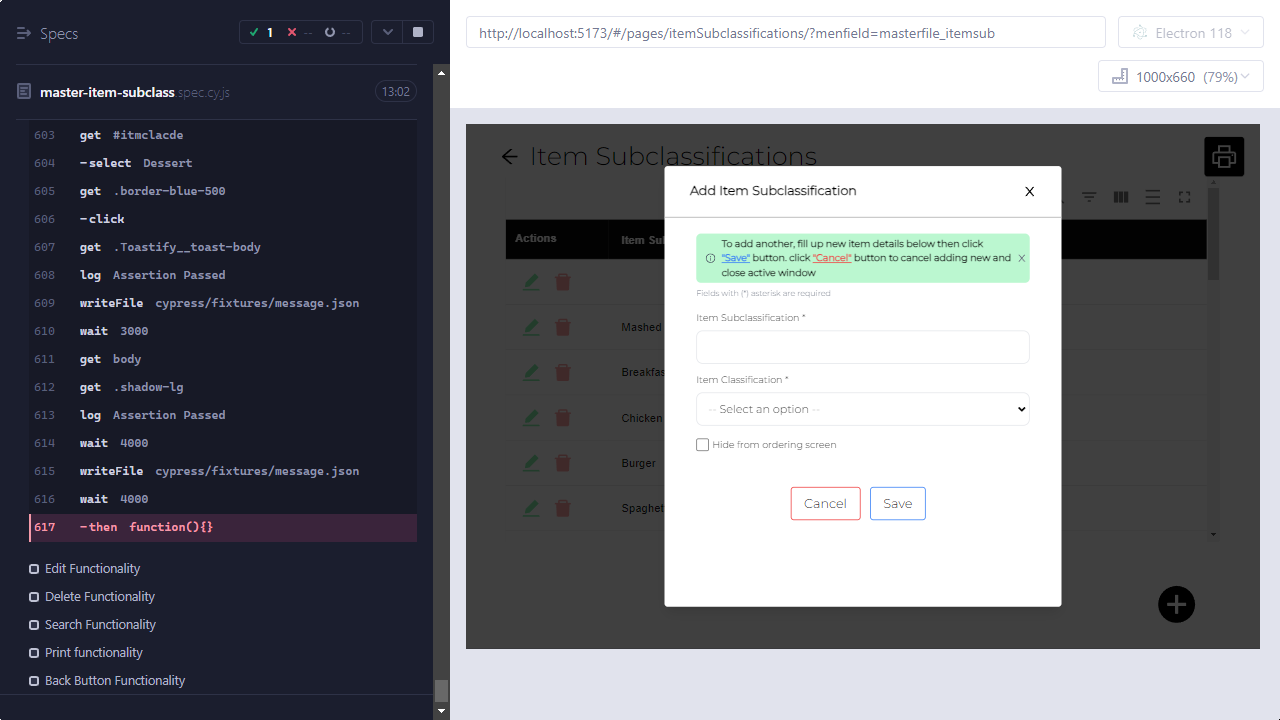 Specs
1
--
--
master-item-subclass.spec.cy.js
13:02
603 get #itmclacde
604 -select Dessert
605 get .border-blue-500
606 -click
607 get .Toastify__toast-body
608 log Assertion Passed
609 writeFile cypress/fixtures/message.json
610 wait 3000
611 get body
612 get .shadow-lg
613 log Assertion Passed
614 wait 4000
615 writeFile cypress/fixtures/message.json
616 wait 4000
617 -then function(){}
Edit Functionality
Delete Functionality
Search Functionality
Print functionality
Back Button Functionality
http://localhost:5173/#/pages/itemSubclassifications/?menfield=masterfile_itemsub
Electron 118
1000x660 (79%)
Item Subclassifications
Actions
Item Sub
Mashed
Breakfas
Chicken
Burger
Spaghet
Add Item Subclassification
X
To add another, fill up new item details below then click
"Save" button. click "Cancel" button to cancel adding new and
close active window
X
Fields with (*) asterisk are required
Item Subclassification *
Item Classification *
-- Select an option --
Hide from ordering screen
Cancel
Save